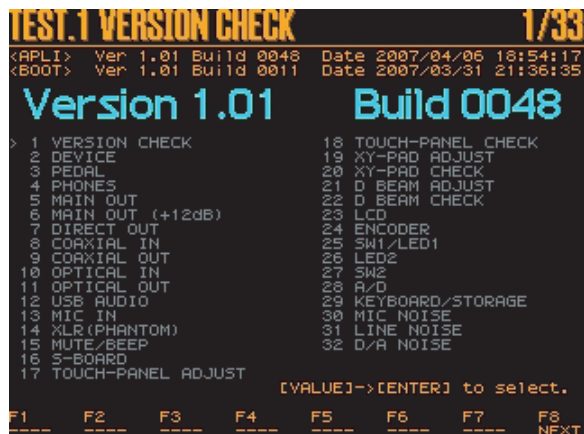 TEST.1 VERSION CHECK 1/33
<APLI> Ver 1.01 Build 0048 Date 2007/04/06 18:54:17
<BOOT> Ver 1.01 Build 0011 Date 2007/03/31 21:36:35
Version 1.01 Build 0048
> 1 VERSION CHECK
2 DEVICE
3 PEDAL
4 PHONES
5 MAIN OUT
6 MAIN OUT (+12dB)
7 DIRECT OUT
8 COAXIAL IN
9 COAXIAL OUT
10 OPTICAL IN
11 OPTICAL OUT
12 USB AUDIO
13 MIC IN
14 XLR(PHANTOM)
15 MUTE/BEEP
16 S-BOARD
17 TOUCH-PANEL ADJUST
18 TOUCH-PANEL CHECK
19 XY-PAD ADJUST
20 XY-PAD CHECK
21 D BEAM ADJUST
22 D BEAM CHECK
23 LCD
24 ENCODER
25 SW1/LED1
26 LED2
27 SW2
28 A/D
29 KEYBOARD/STORAGE
30 MIC NOISE
31 LINE NOISE
32 D/A NOISE
[VALUE]->[ENTER] to select.
F1 F2 F3 F4 F5 F6 F7 F8
---- ---- ---- ---- ---- ---- ---- NEXT